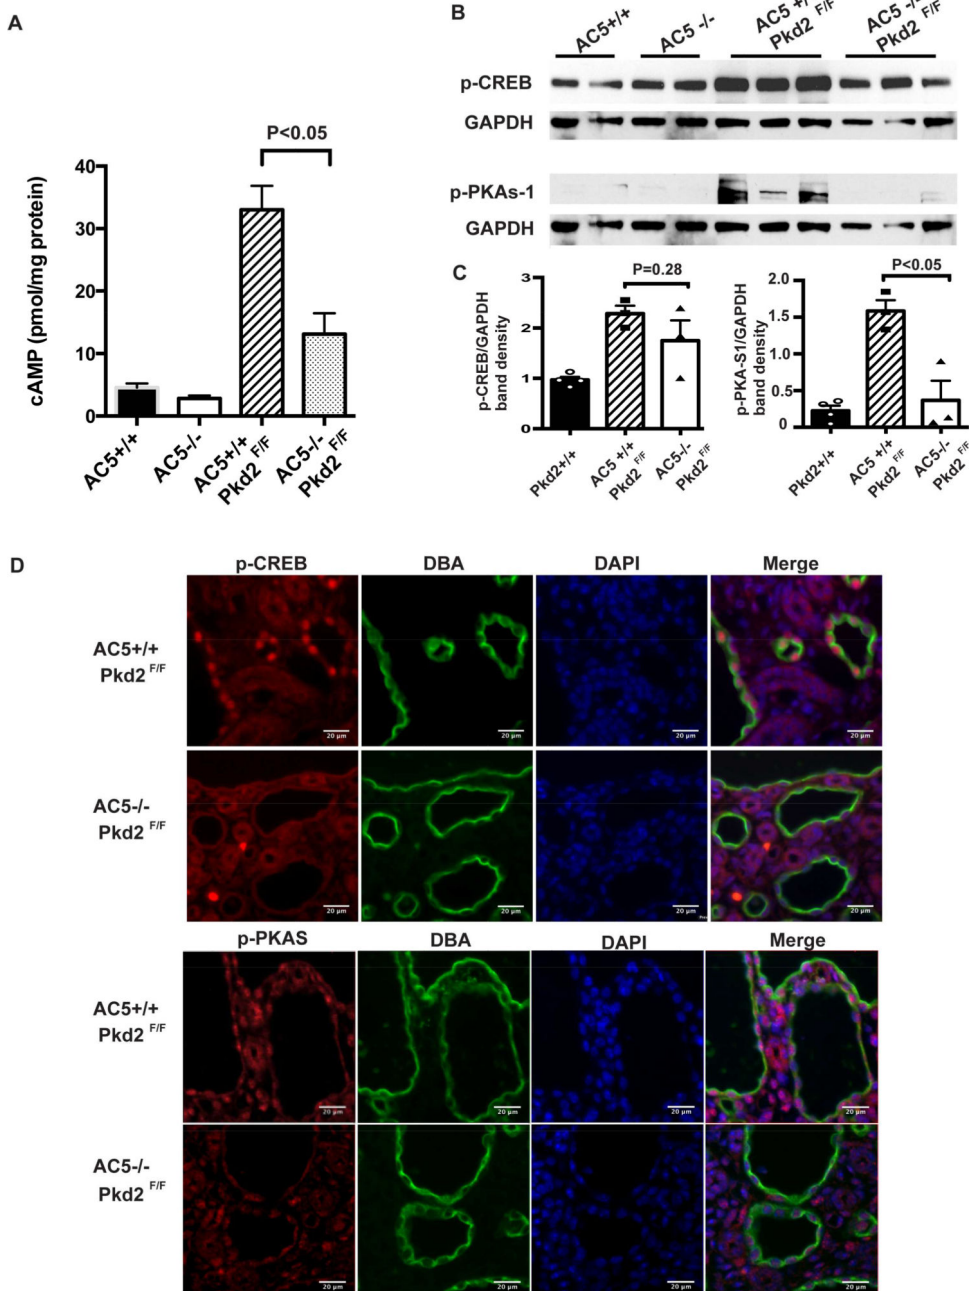 A
P<0.05
cAMP (pmol/mg protein)
40
30
20
10
0
AC5+/+
AC5-/-
AC5+/+
Pkd2 F/F
AC5-/-
Pkd2 F/F
B
AC5+/+
AC5 -/-
AC5
Pkd2 F/F
AC5
Pkd2 F/F
p-CREB
GAPDH
p-PKAs-1
GAPDH
C
P=0.28
p-CREB/GAPDH
band density
3
2
1
0
Pkd2+/+
AC5 +/+
Pkd2 F/F
AC5-/-
Pkd2 F/F
P<0.05
p-PKA-S1/GAPDH
band density
2.0
1.5
1.0
0.5
0
Pkd2+/+
AC5 +/+
Pkd2 F/F
AC5-/-
Pkd2 F/F
D
p-CREB DBA DAPI Merge
AC5+/+
Pkd2 F/F
20 µm 20 µm 20 µm 20 µm
AC5-/-
Pkd2 F/F
20 µm 20 µm 20 µm 20 µm
p-PKAS DBA DAPI Merge
AC5+/+
Pkd2 F/F
20 µm 20 µm 20 µm 20 µm
AC5-/-
Pkd2 F/F
20 µm 20 µm 20 µm 20 µm